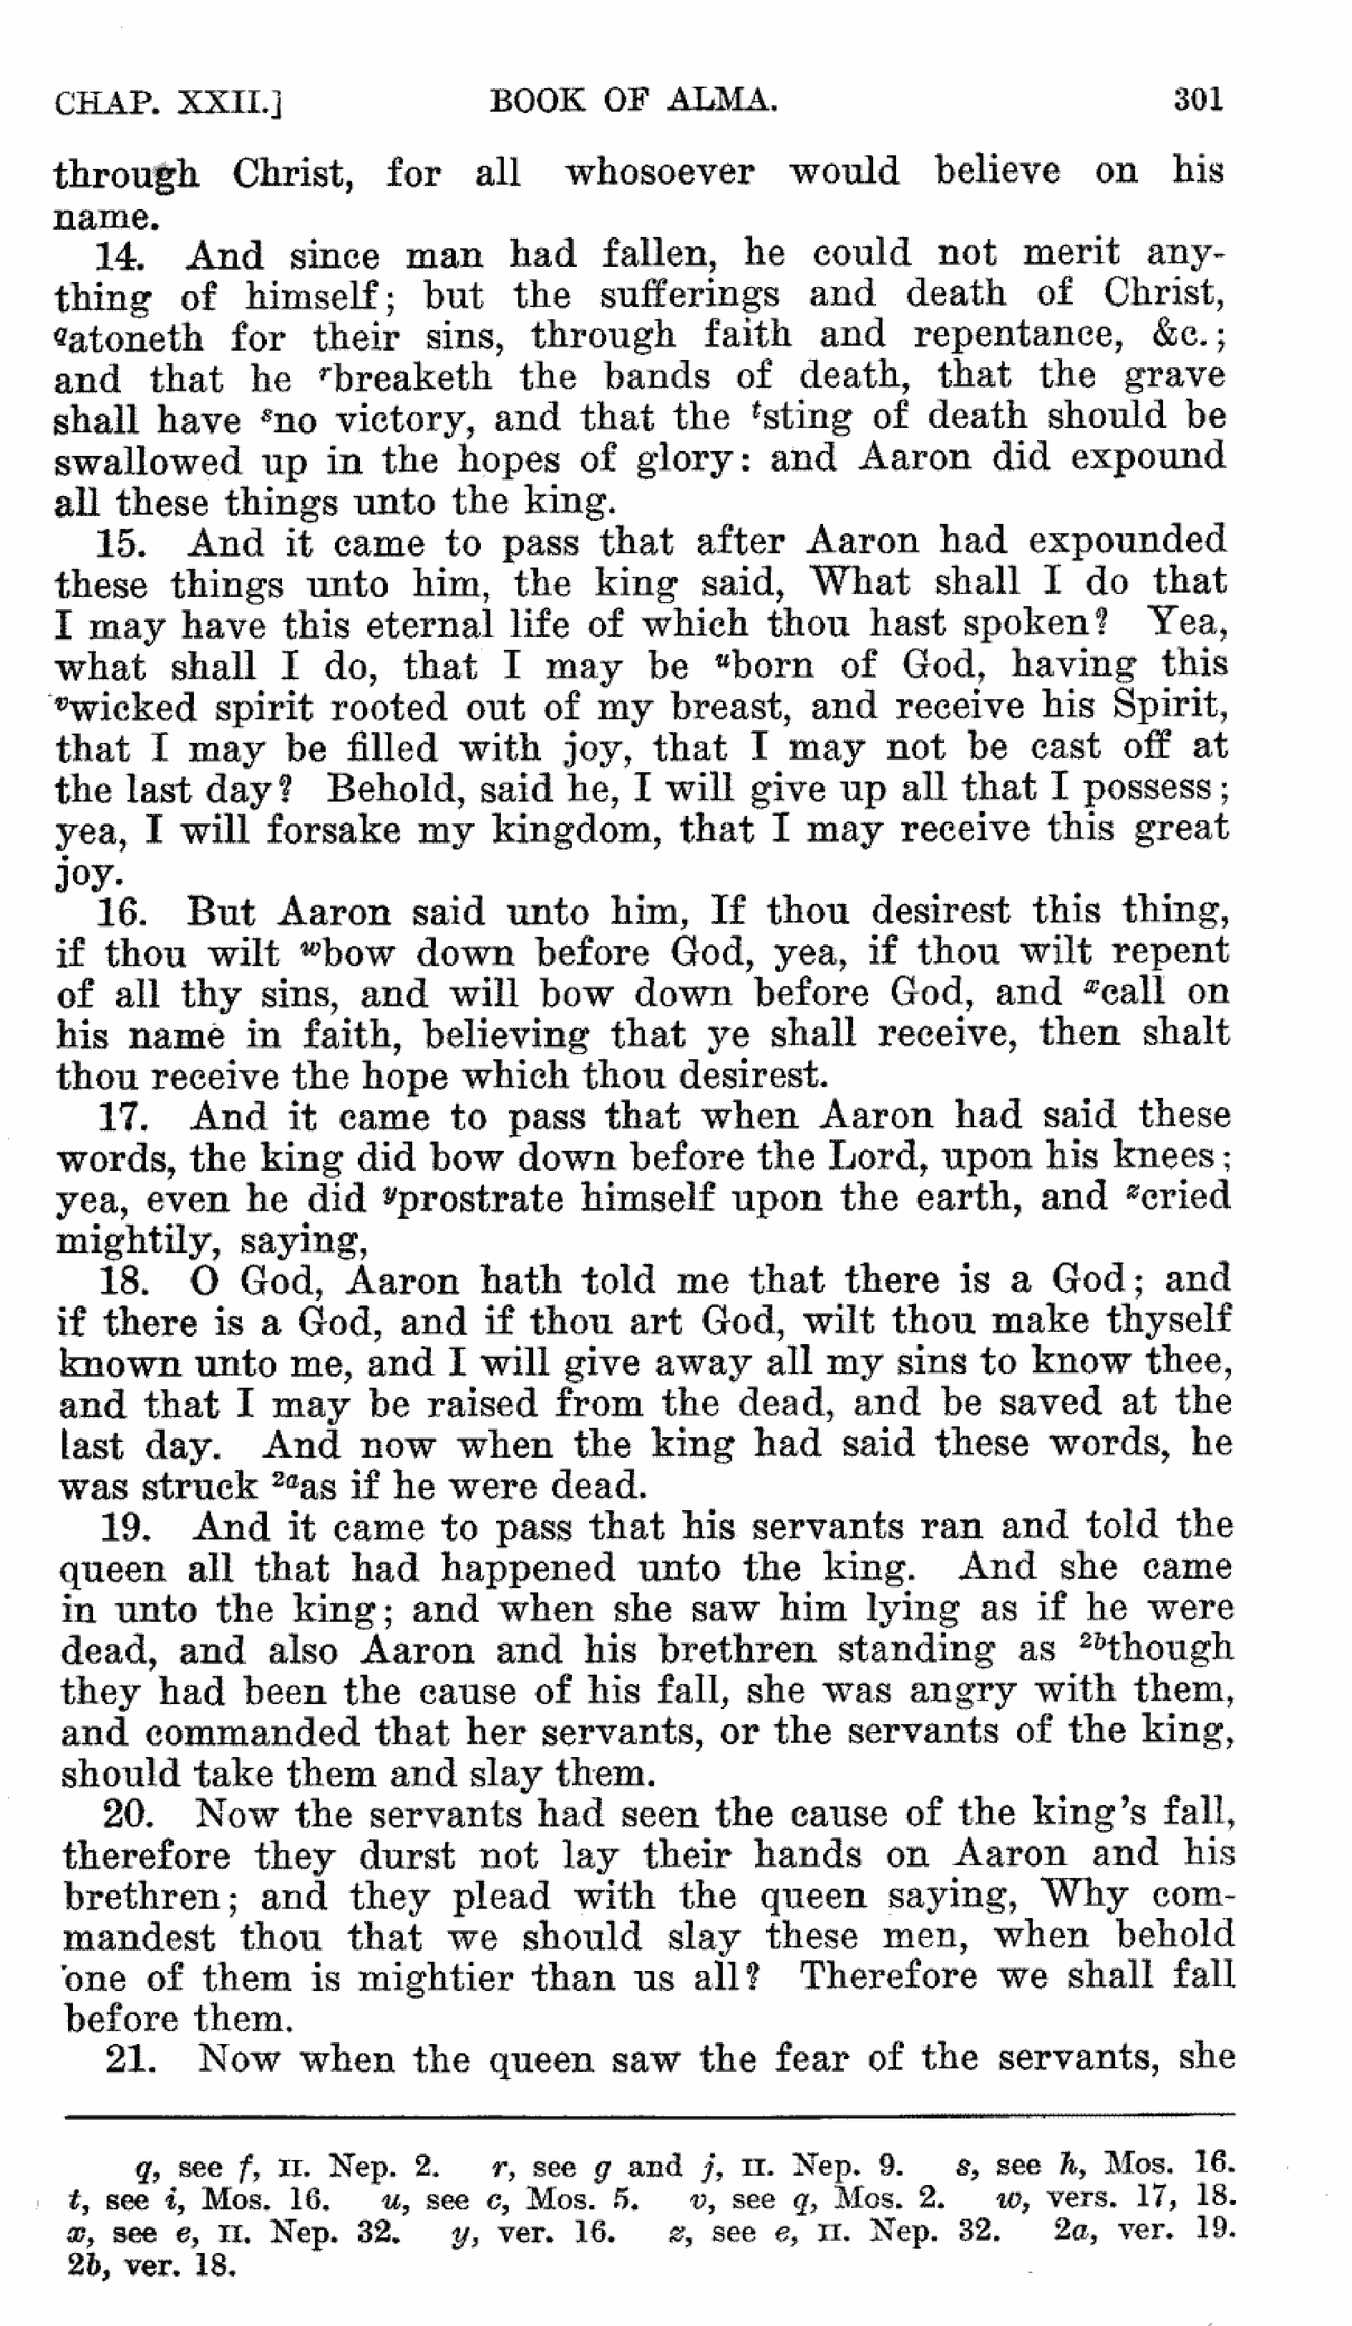 CHAP. XXII.] BOOK OF ALMA. 301
through Christ, for all whosoever would believe on his
name.
14. And since man had fallen, he could not merit any-
thing of himself; but the sufferings and death of Christ,
qatoneth for their sins, through faith and repentance, &c.;
and that he rbreaketh the bands of death, that the grave
shall have sno victory, and that the tsting of death should be
swallowed up in the hopes of glory: and Aaron did expound
all these things unto the king.
15. And it came to pass that after Aaron had expounded
these things unto him, the king said, What shall I do that
I may have this eternal life of which thou hast spoken? Yea,
what shall I do, that I may be uborn of God, having this
vwicked spirit rooted out of my breast, and receive his Spirit,
that I may be filled with joy, that I may not be cast off at
the last day? Behold, said he, I will give up all that I possess;
yea, I will forsake my kingdom, that I may receive this great
joy.
16. But Aaron said unto him, If thou desirest this thing,
if thou wilt wbow down before God, yea, if thou wilt repent
of all thy sins, and will bow down before God, and xcall on
his name in faith, believing that ye shall receive, then shalt
thou receive the hope which thou desirest.
17. And it came to pass that when Aaron had said these
words, the king did bow down before the Lord, upon his knees;
yea, even he did yprostrate himself upon the earth, and zcried
mightily, saying,
18. O God, Aaron hath told me that there is a God; and
if there is a God, and if thou art God, wilt thou make thyself
known unto me, and I will give away all my sins to know thee,
and that I may be raised from the dead, and be saved at the
last day. And now when the king had said these words, he
was struck 2aas if he were dead.
19. And it came to pass that his servants ran and told the
queen all that had happened unto the king. And she came
in unto the king; and when she saw him lying as if he were
dead, and also Aaron and his brethren standing as 2bthough
they had been the cause of his fall, she was angry with them,
and commanded that her servants, or the servants of the king,
should take them and slay them.
20. Now the servants had seen the cause of the king's fall,
therefore they durst not lay their hands on Aaron and his
brethren; and they plead with the queen saying, Why com-
mandest thou that we should slay these men, when behold
one of them is mightier than us all? Therefore we shall fall
before them.
21. Now when the queen saw the fear of the servants, she
q, see f, II. Nep. 2. r, see g and j, II. Nep. 9. s, see h, Mos. 16.
t, see i, Mos. 16. u, see c, Mos. 5. v, see q, Mos. 2. w, vers. 17, 18.
x, see e, II. Nep. 32. y, ver. 16. z, see e, II. Nep. 32. 2a, ver. 19.
2b, ver. 18.